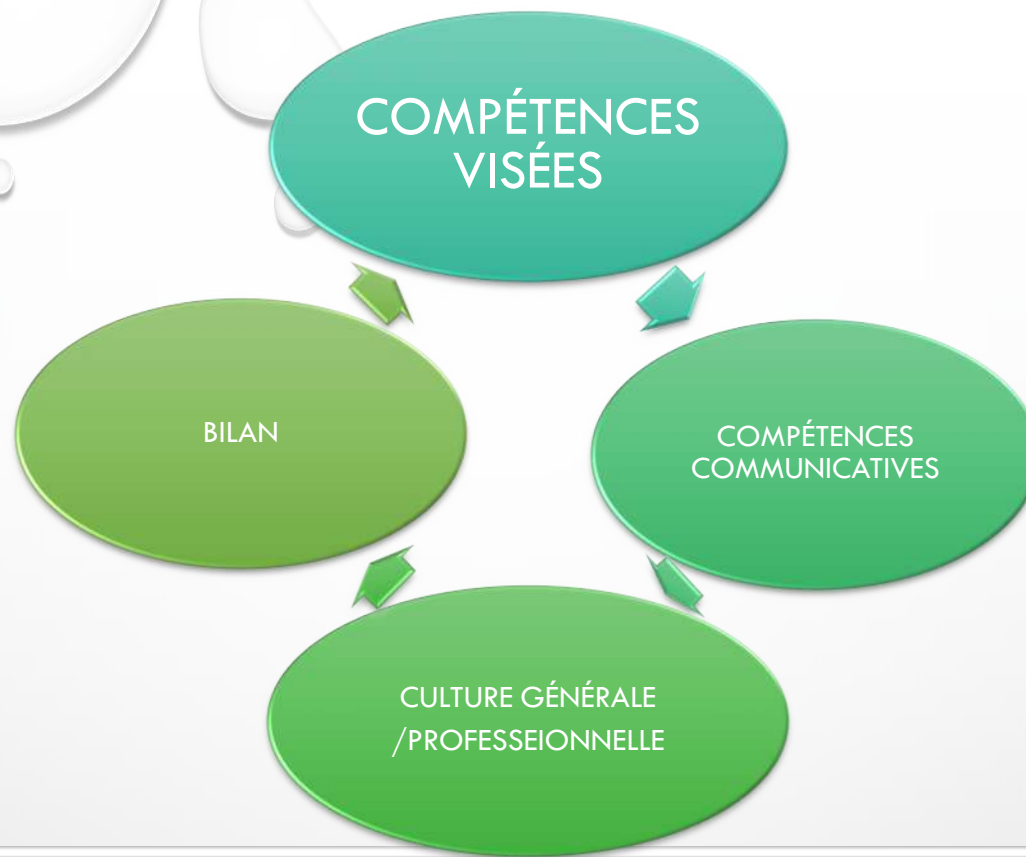 COMPÉTENCES
VISÉES
COMPÉTENCES
COMMUNICATIVES
CULTURE GÉNÉRALE
/PROFESSEIONNELLE
BILAN